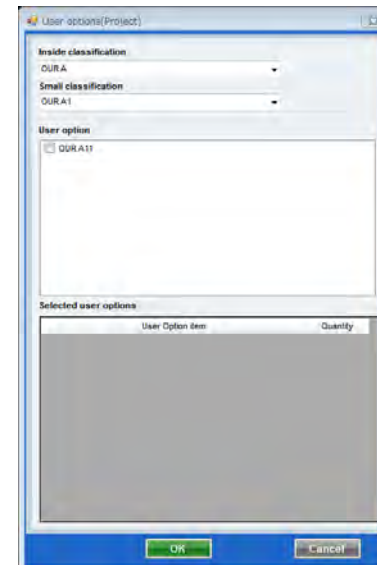 User options(Project)
Inside classification
OUR A
Small classification
OUR A1
User option
OUR A11
Selected user options
User Option item Quantity
OK Cancel